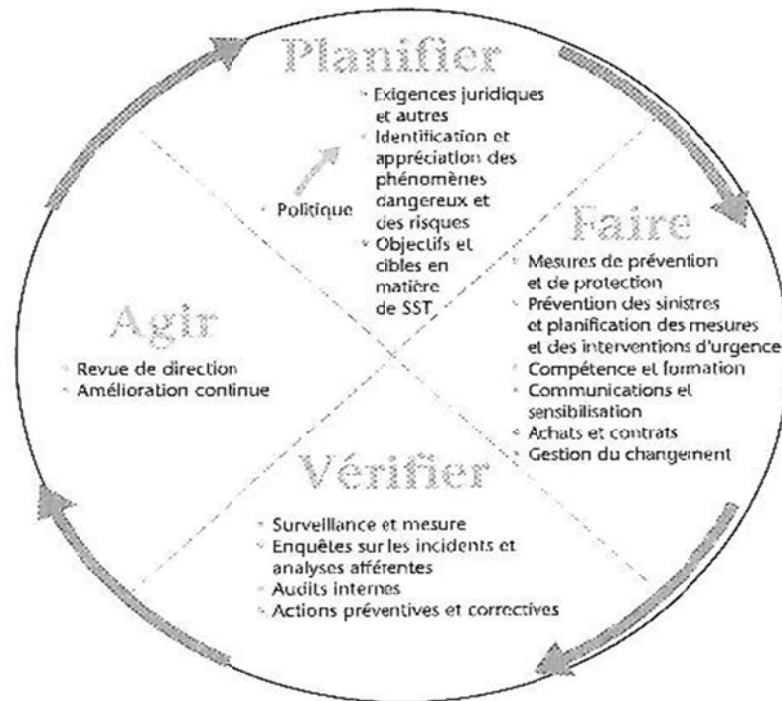 Planifier
◦ Exigences juridiques
et autres
◦ Identification et
appréciation des
phénomènes
dangereux et
des risques
◦ Objectifs et
cibles en
matière
de SST
◦ Politique
Faire
◦ Mesures de prévention
et de protection
◦ Prévention des sinistres
et planification des mesures
et des interventions d'urgence
◦ Compétence et formation
◦ Communications et
sensibilisation
◦ Achats et contrats
◦ Gestion du changement
Vérifier
◦ Surveillance et mesure
◦ Enquêtes sur les incidents et
analyses afférentes
◦ Audits internes
◦ Actions préventives et correctives
Agir
◦ Revue de direction
◦ Amélioration continue